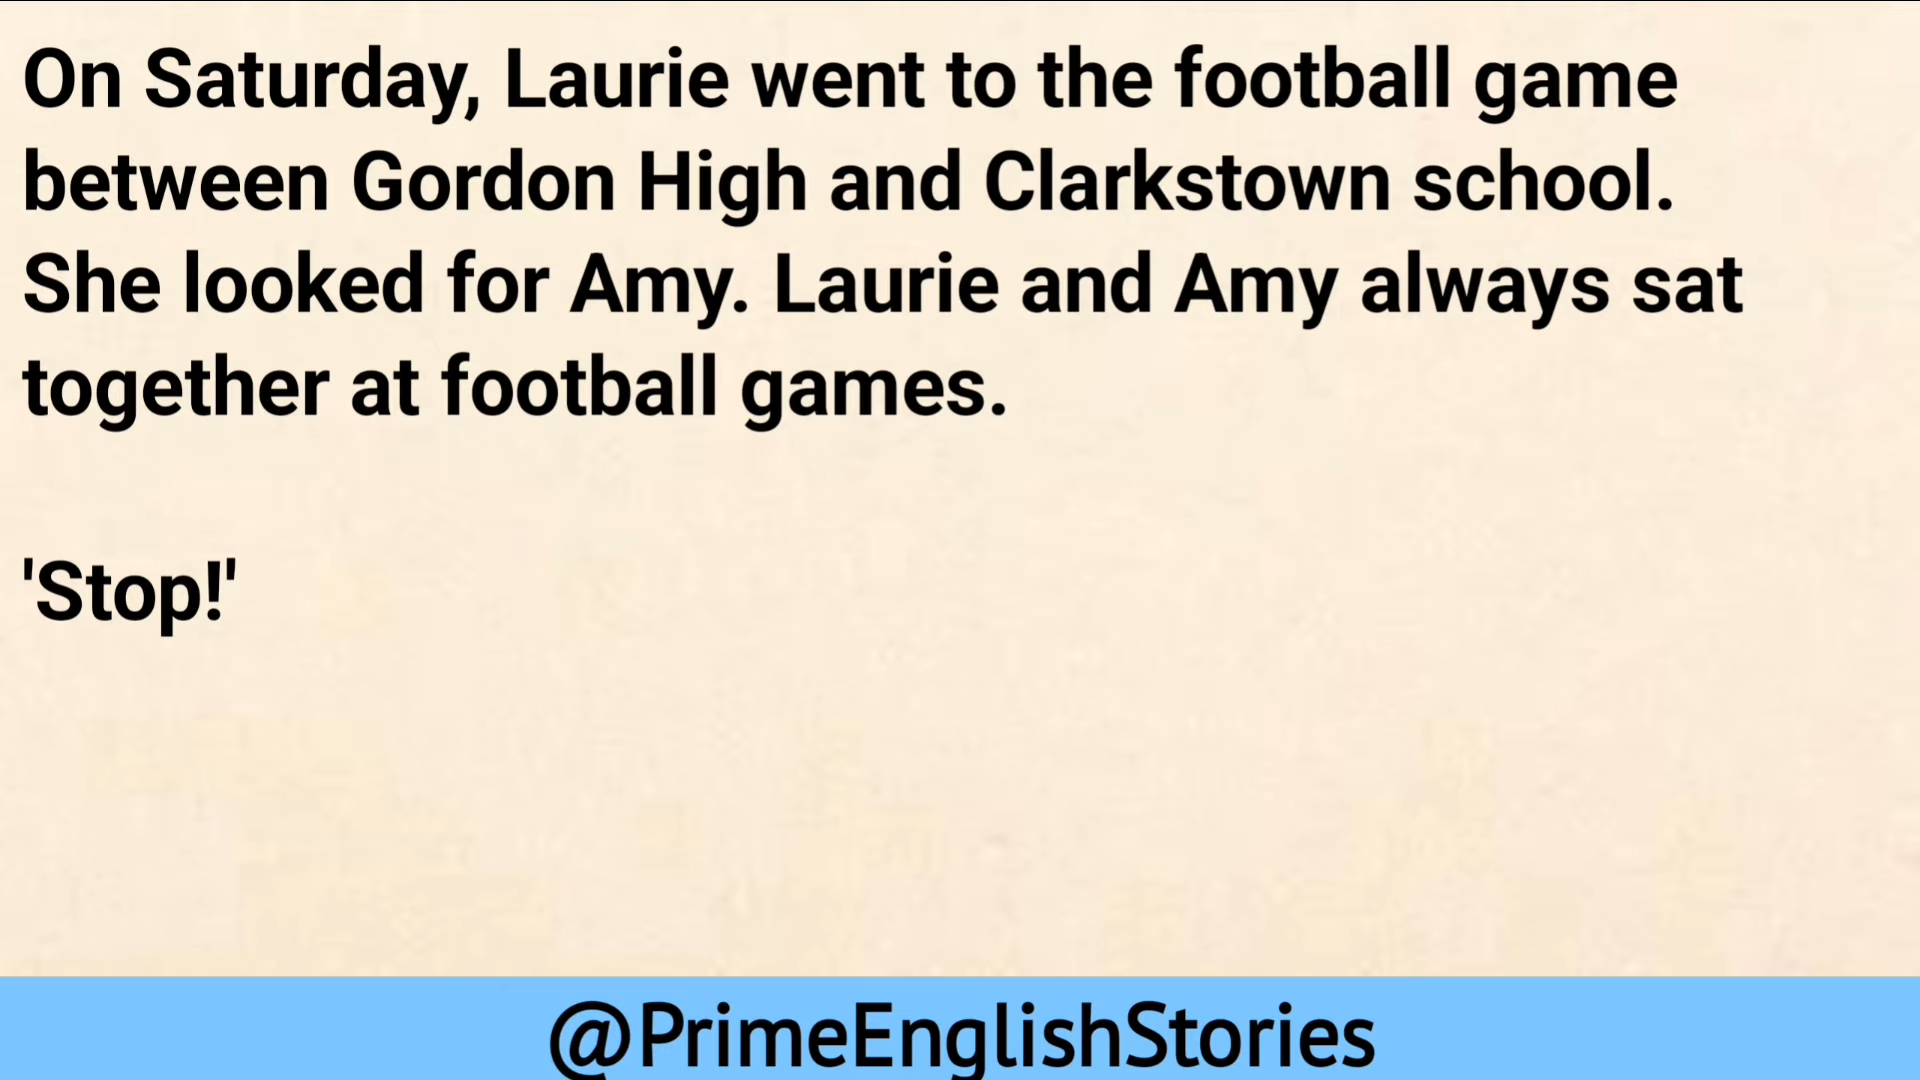 On Saturday, Laurie went to the football game
between Gordon High and Clarkstown school.
She looked for Amy. Laurie and Amy always sat
together at football games.
'Stop!'
@PrimeEnglishStories